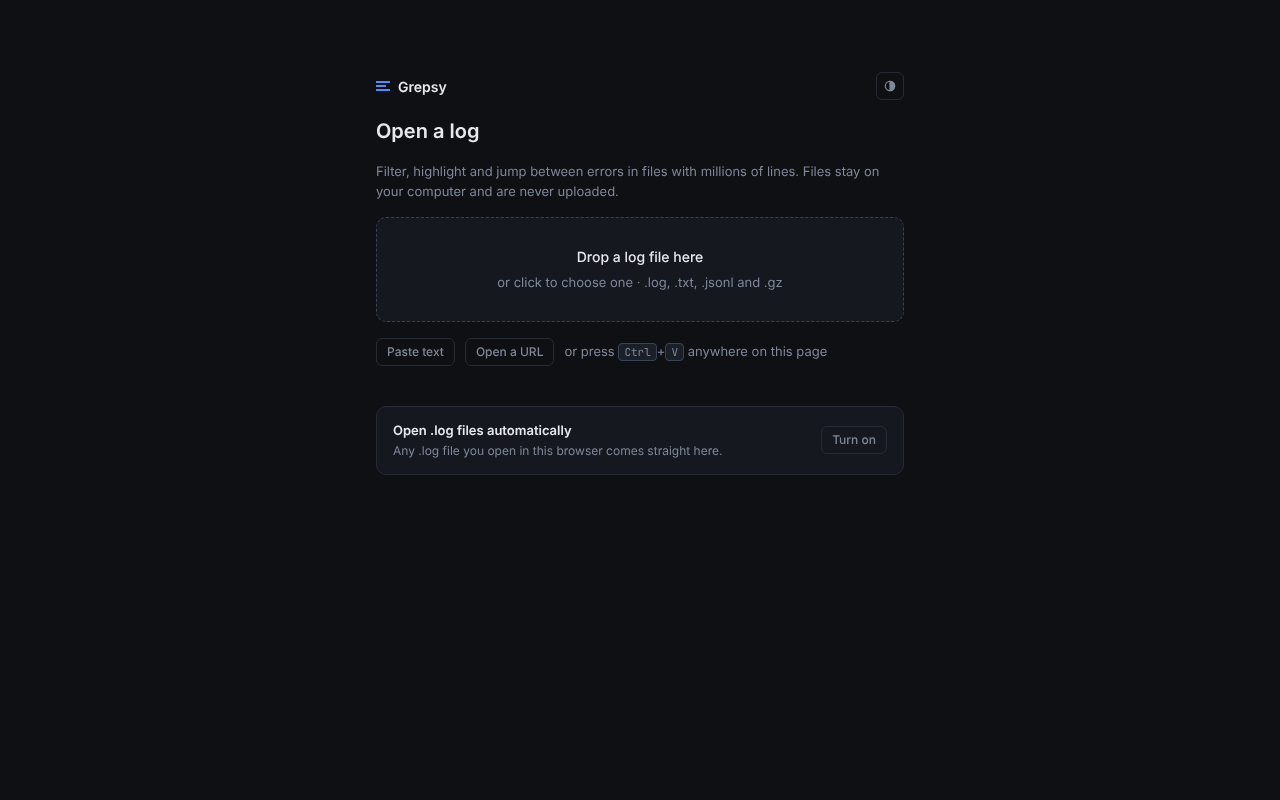 Grepsy
Open a log
Filter, highlight and jump between errors in files with millions of lines. Files stay on
your computer and are never uploaded.
Drop a log file here
or click to choose one · .log, .txt, .jsonl and .gz
Paste text Open a URL or press Ctrl+V anywhere on this page
Open .log files automatically
Any .log file you open in this browser comes straight here.
Turn on